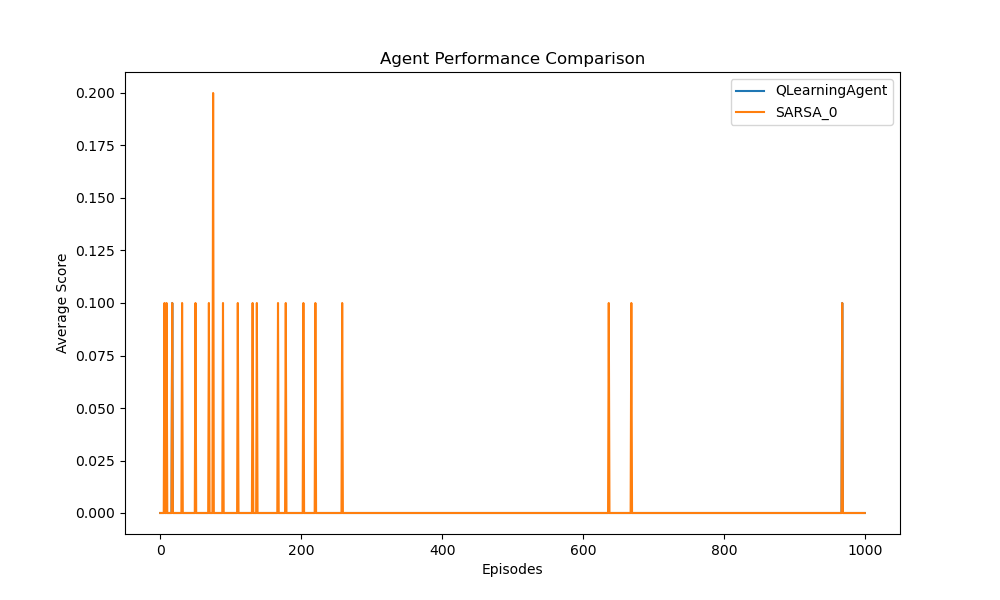 Agent Performance Comparison
QLearningAgent
SARSA_0
Average Score
0.200
0.175
0.150
0.125
0.100
0.075
0.050
0.025
0.000
0 200 400 600 800 1000
Episodes